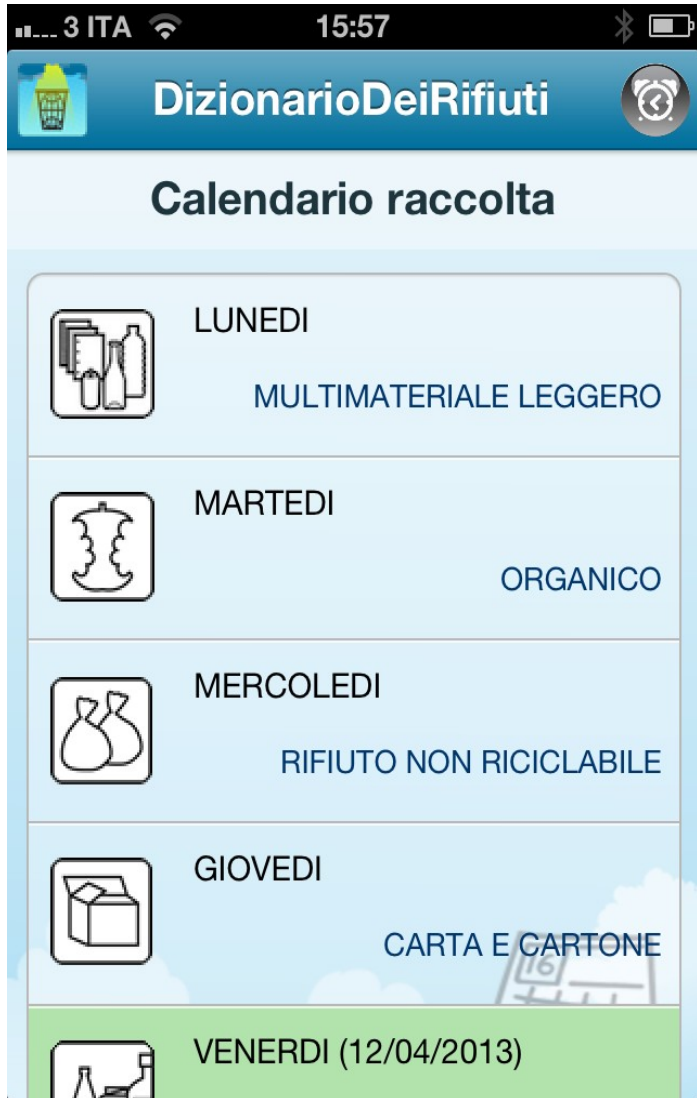 3 ITA 15:57
DizionarioDeiRifiuti
Calendario raccolta
LUNEDI
MULTIMATERIALE LEGGERO
MARTEDI
ORGANICO
MERCOLEDI
RIFIUTO NON RICICLABILE
GIOVEDI
CARTA E CARTONE
16
VENERDI (12/04/2013)